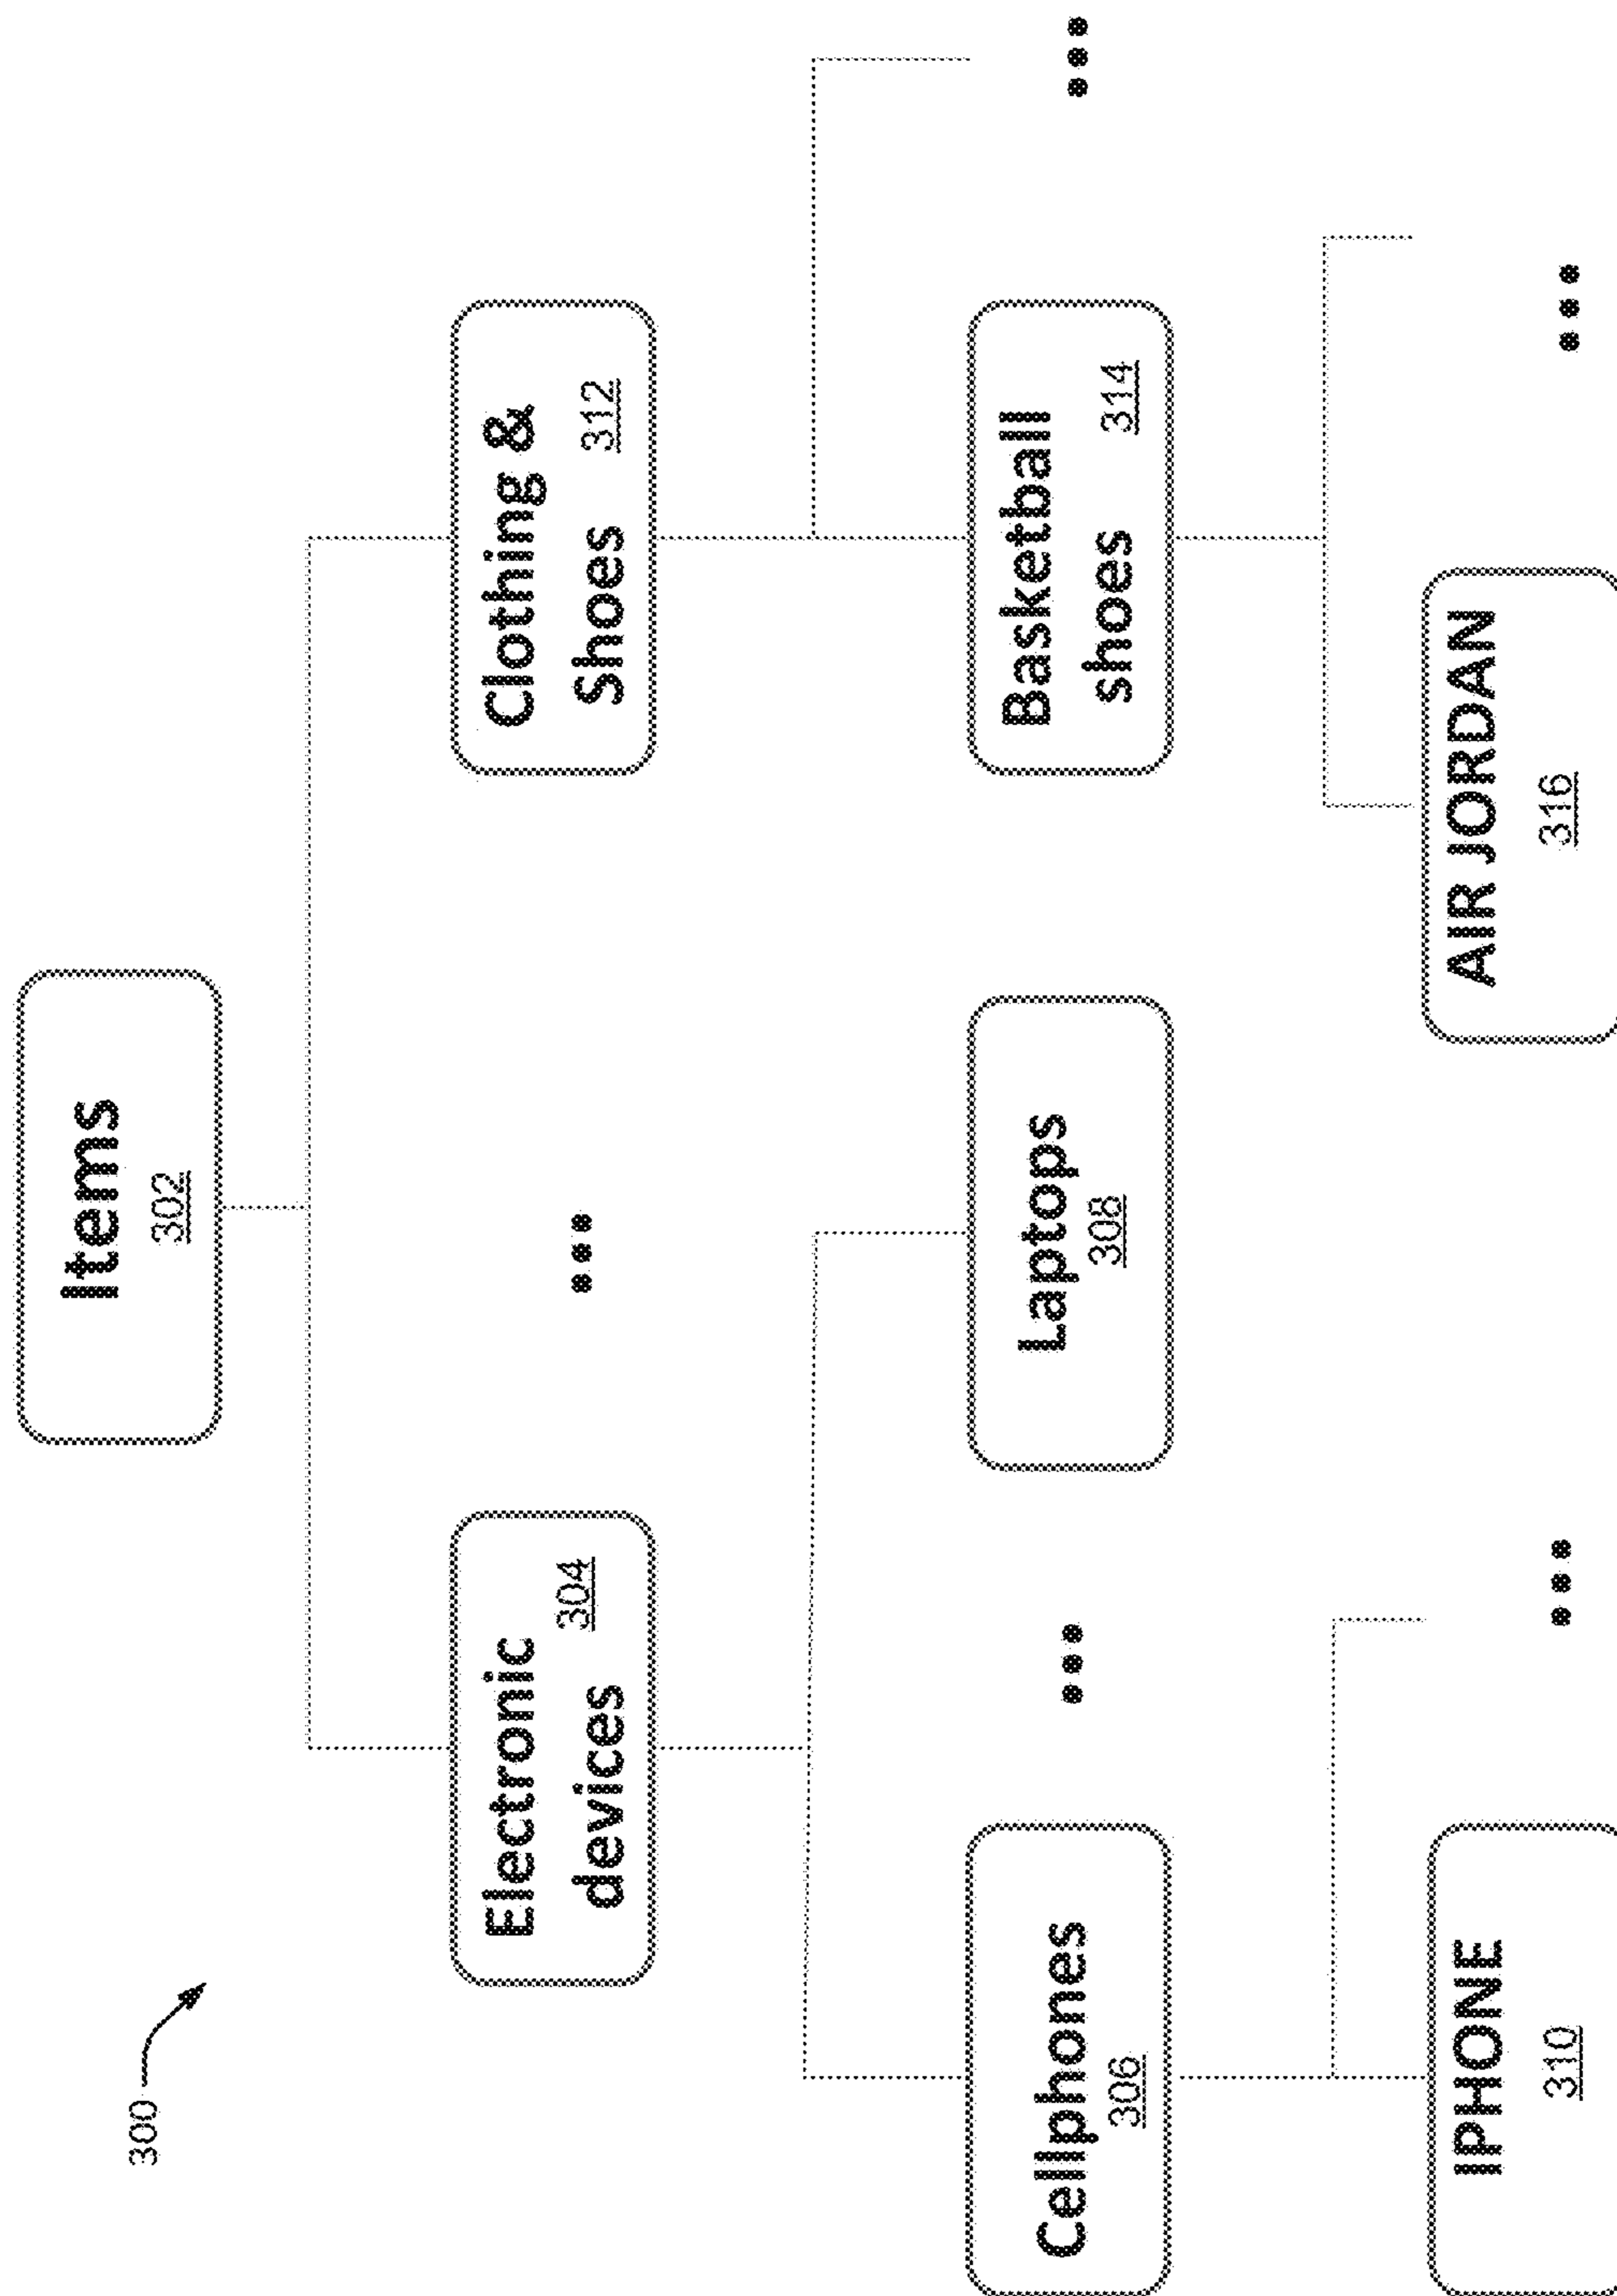 300
Items
302
Electronic
devices
304
...
Clothing &
Shoes
312
Cellphones
306
...
Laptops
308
Basketball
shoes
314
...
IPHONE
310
...
AIR JORDAN
316
...